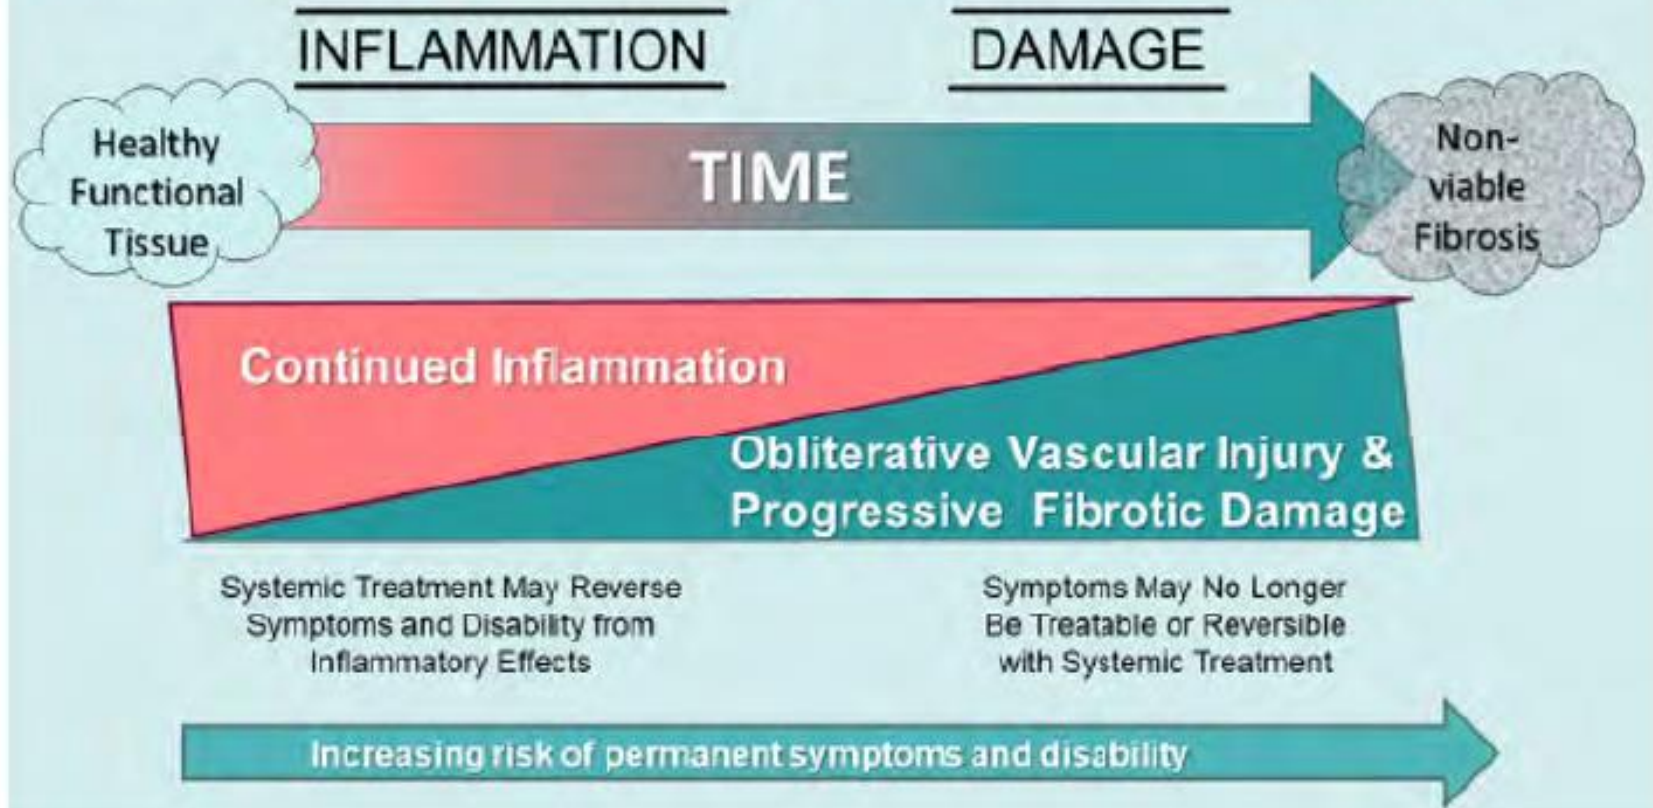 INFLAMMATION
DAMAGE
Healthy
Functional
Tissue
TIME
Non-
viable
Fibrosis
Continued Inflammation
Obliterative Vascular Injury &
Progressive Fibrotic Damage
Systemic Treatment May Reverse
Symptoms and Disability from
Inflammatory Effects
Symptoms May No Longer
Be Treatable or Reversible
with Systemic Treatment
Increasing risk of permanent symptoms and disability